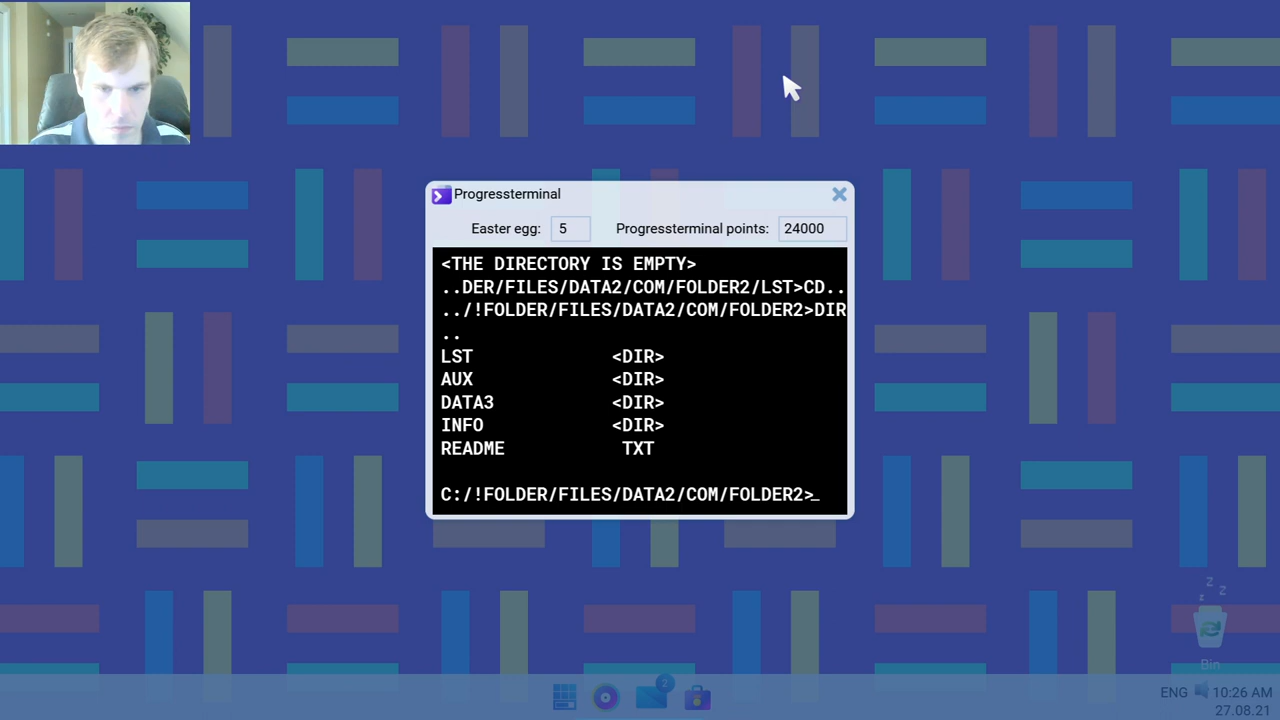 Progressterminal
Easter egg: 5 Progressterminal points: 24000
<THE DIRECTORY IS EMPTY>
..DER/FILES/DATA2/COM/FOLDER2/LST>CD..
../!FOLDER/FILES/DATA2/COM/FOLDER2>DIR
..
LST <DIR>
AUX <DIR>
DATA3 <DIR>
INFO <DIR>
README TXT
C:/!FOLDER/FILES/DATA2/COM/FOLDER2>_
z z z
Bin
2
ENG 10:26 AM
27.08.21